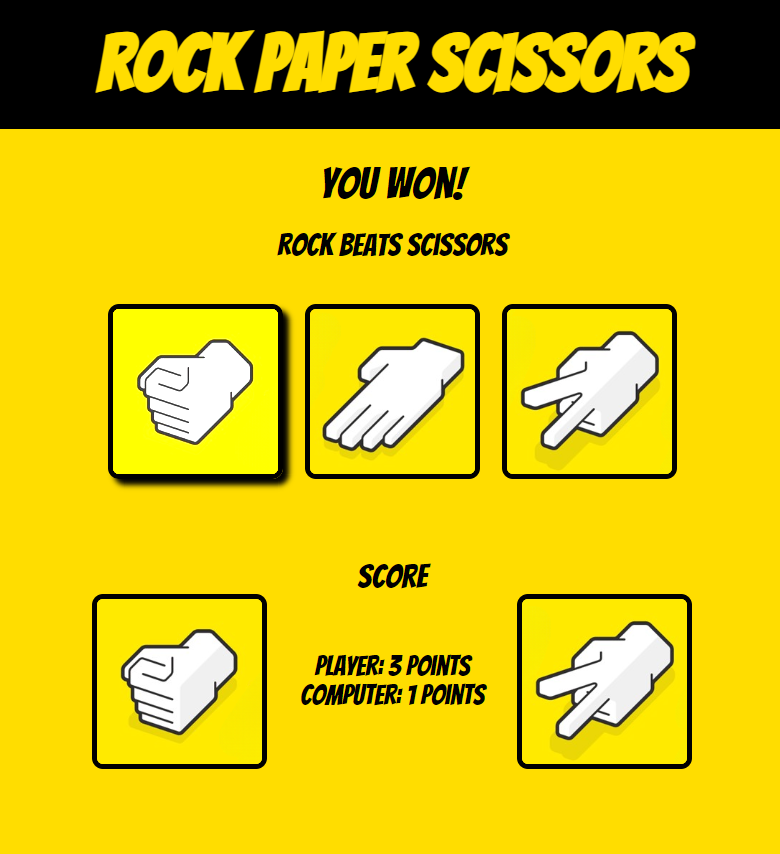 ROCK PAPER SCISSORS
YOU WON!
ROCK BEATS SCISSORS
SCORE
PLAYER: 3 POINTS
COMPUTER: 1 POINTS